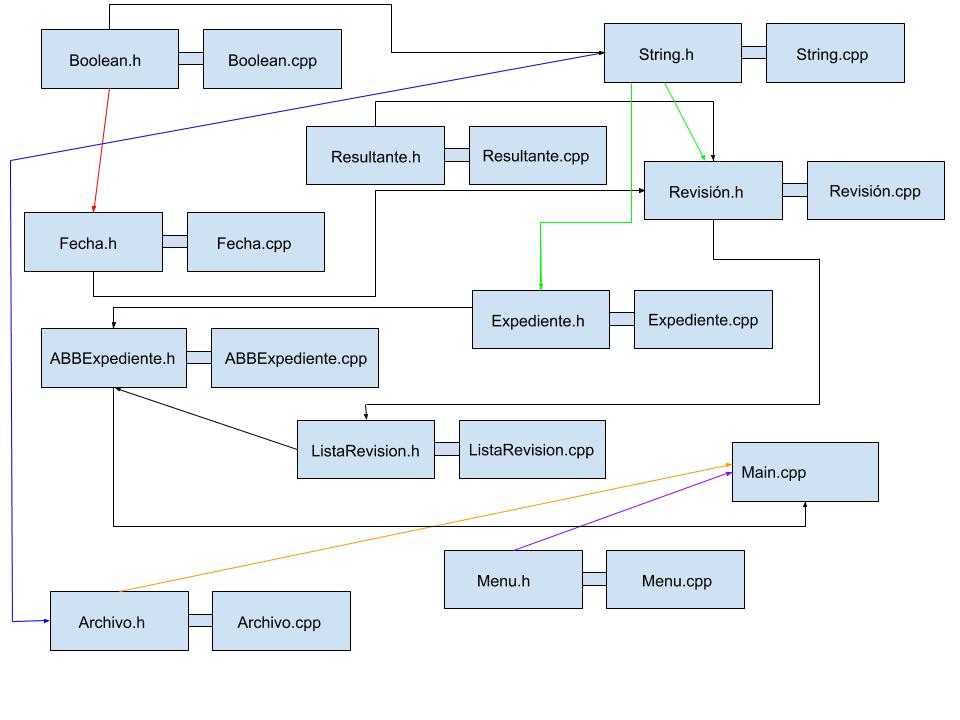 Boolean.h
Boolean.cpp
String.h
String.cpp
Resultante.h
Resultante.cpp
Revisión.h
Revisión.cpp
Fecha.h
Fecha.cpp
Expediente.h
Expediente.cpp
ABBExpediente.h
ABBExpediente.cpp
ListaRevision.h
ListaRevision.cpp
Main.cpp
Menu.h
Menu.cpp
Archivo.h
Archivo.cpp